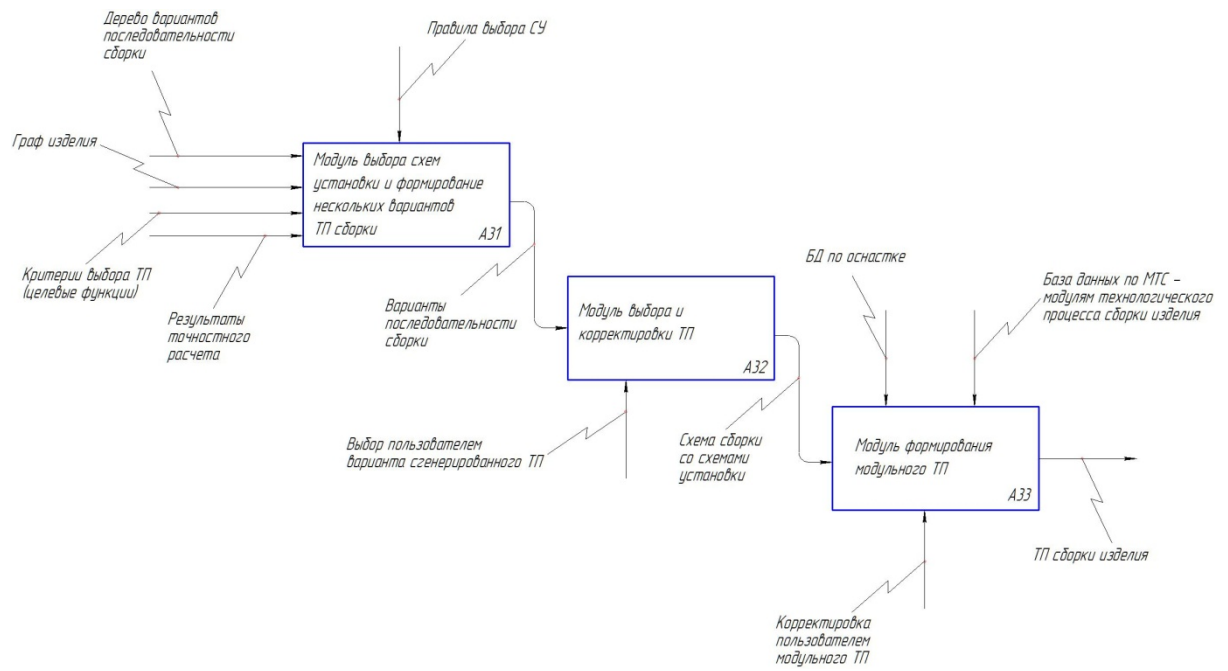 Дерево вариантов
последовательности
сборки
Правила выбора СУ
Граф изделия
Модуль выбора схем
установки и формирование
нескольких вариантов
ТП сборки
А31
Критерии выбора ТП
(целевые функции)
Результаты
точностного
расчета
Варианты
последовательности
сборки
БД по оснастке
База данных по МТС –
модулям технологического
процесса сборки изделия
Модуль выбора и
корректировки ТП
А32
Выбор пользователем
варианта сгенерированного ТП
Схема сборки
со схемами
установки
Модуль формирования
модульного ТП
А33
ТП сборки изделия
Корректировка
пользователем
модульного ТП